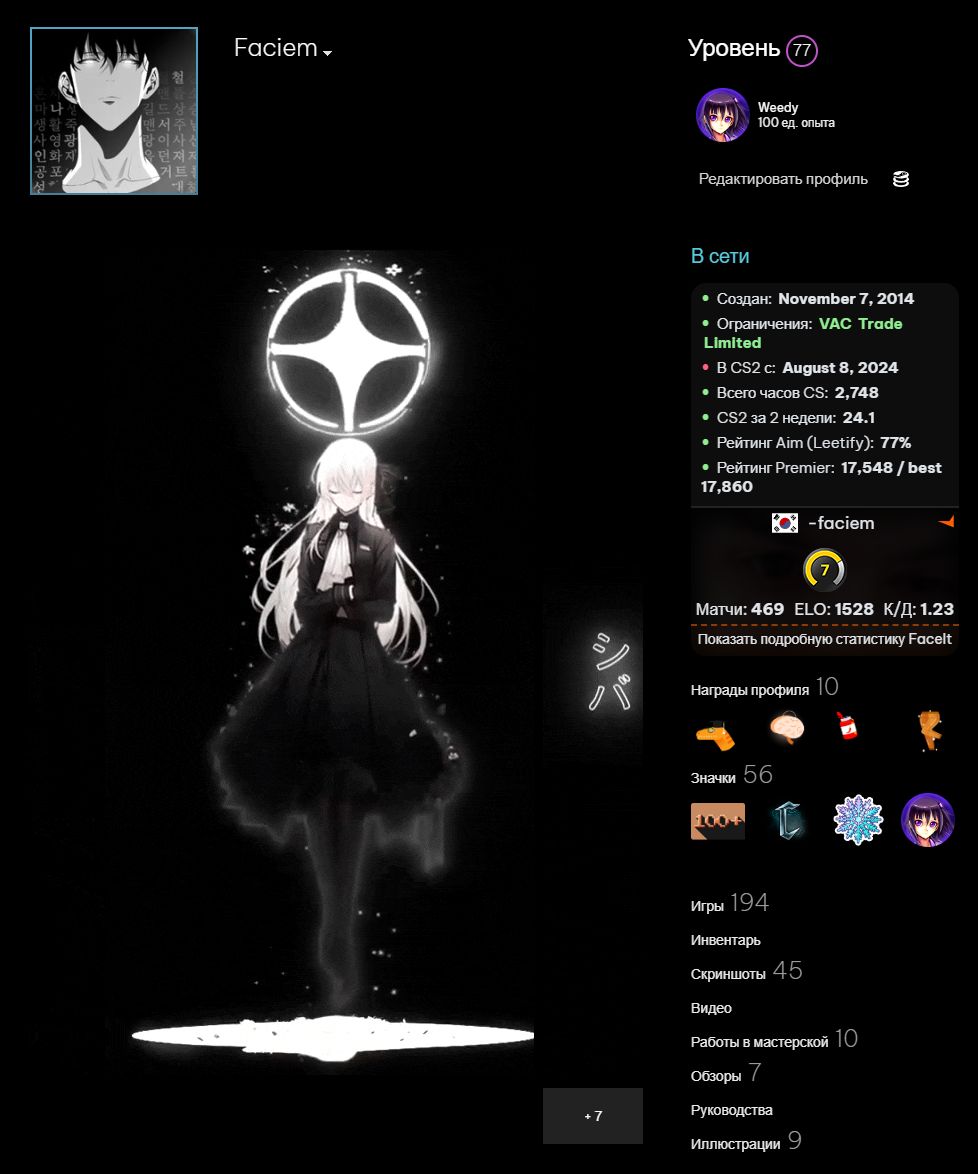 Faciem
Уровень 77
Weedy
100 ед. опыта
Редактировать профиль
В сети
Создан: November 7, 2014
Ограничения: VAC Trade
Limited
В CS2 с: August 8, 2024
Всего часов CS: 2,748
CS2 за 2 недели: 24.1
Рейтинг Aim (Leetify): 77%
Рейтинг Premier: 17,548 / best
17,860
-faciem
7
Матчи: 469 ELO: 1528 К/Д: 1.23
Показать подробную статистику Faceit
Награды профиля 10
Значки 56
100+
シバ
Игры 194
Инвентарь
Скриншоты 45
Видео
Работы в мастерской 10
Обзоры 7
Руководства
Иллюстрации 9
+ 7